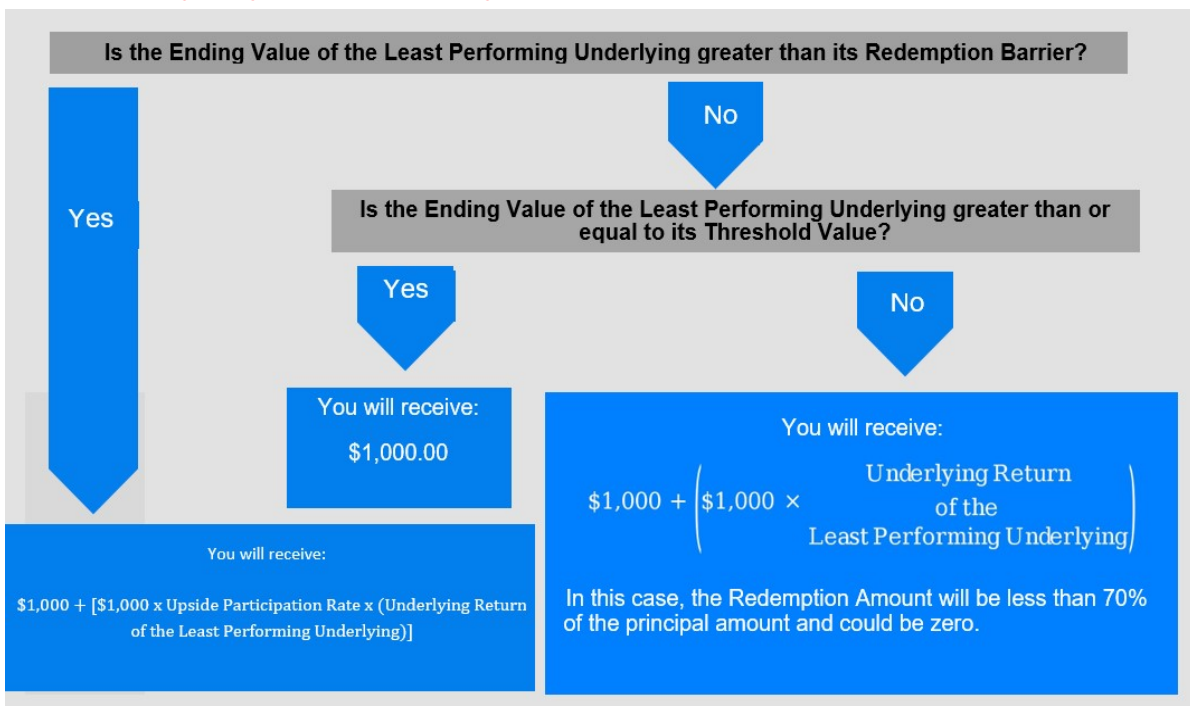 Is the Ending Value of the Least Performing Underlying greater than its Redemption Barrier?
No
Yes
Is the Ending Value of the Least Performing Underlying greater than or
equal to its Threshold Value?
Yes
No
You will receive:
$1,000.00
You will receive:
$1,000 + ($1,000 × Underlying Return
of the
Least Performing Underlying)
In this case, the Redemption Amount will be less than 70%
of the principal amount and could be zero.
You will receive:
$1,000 + [$1,000 x Upside Participation Rate x (Underlying Return
of the Least Performing Underlying)]